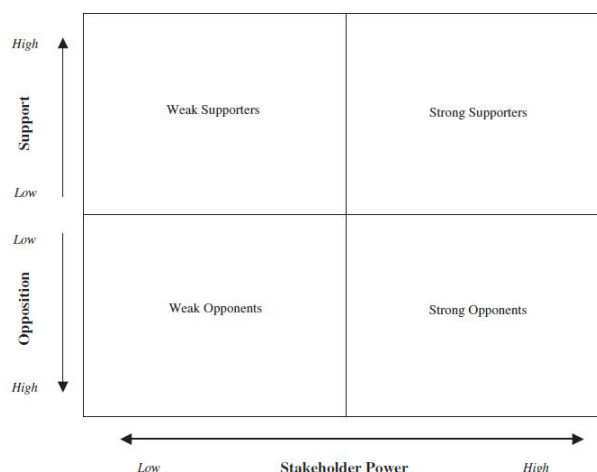 High
Support
Low
Weak Supporters
Strong Supporters
Low
Opposition
High
Weak Opponents
Strong Opponents
Low
Stakeholder Power
High